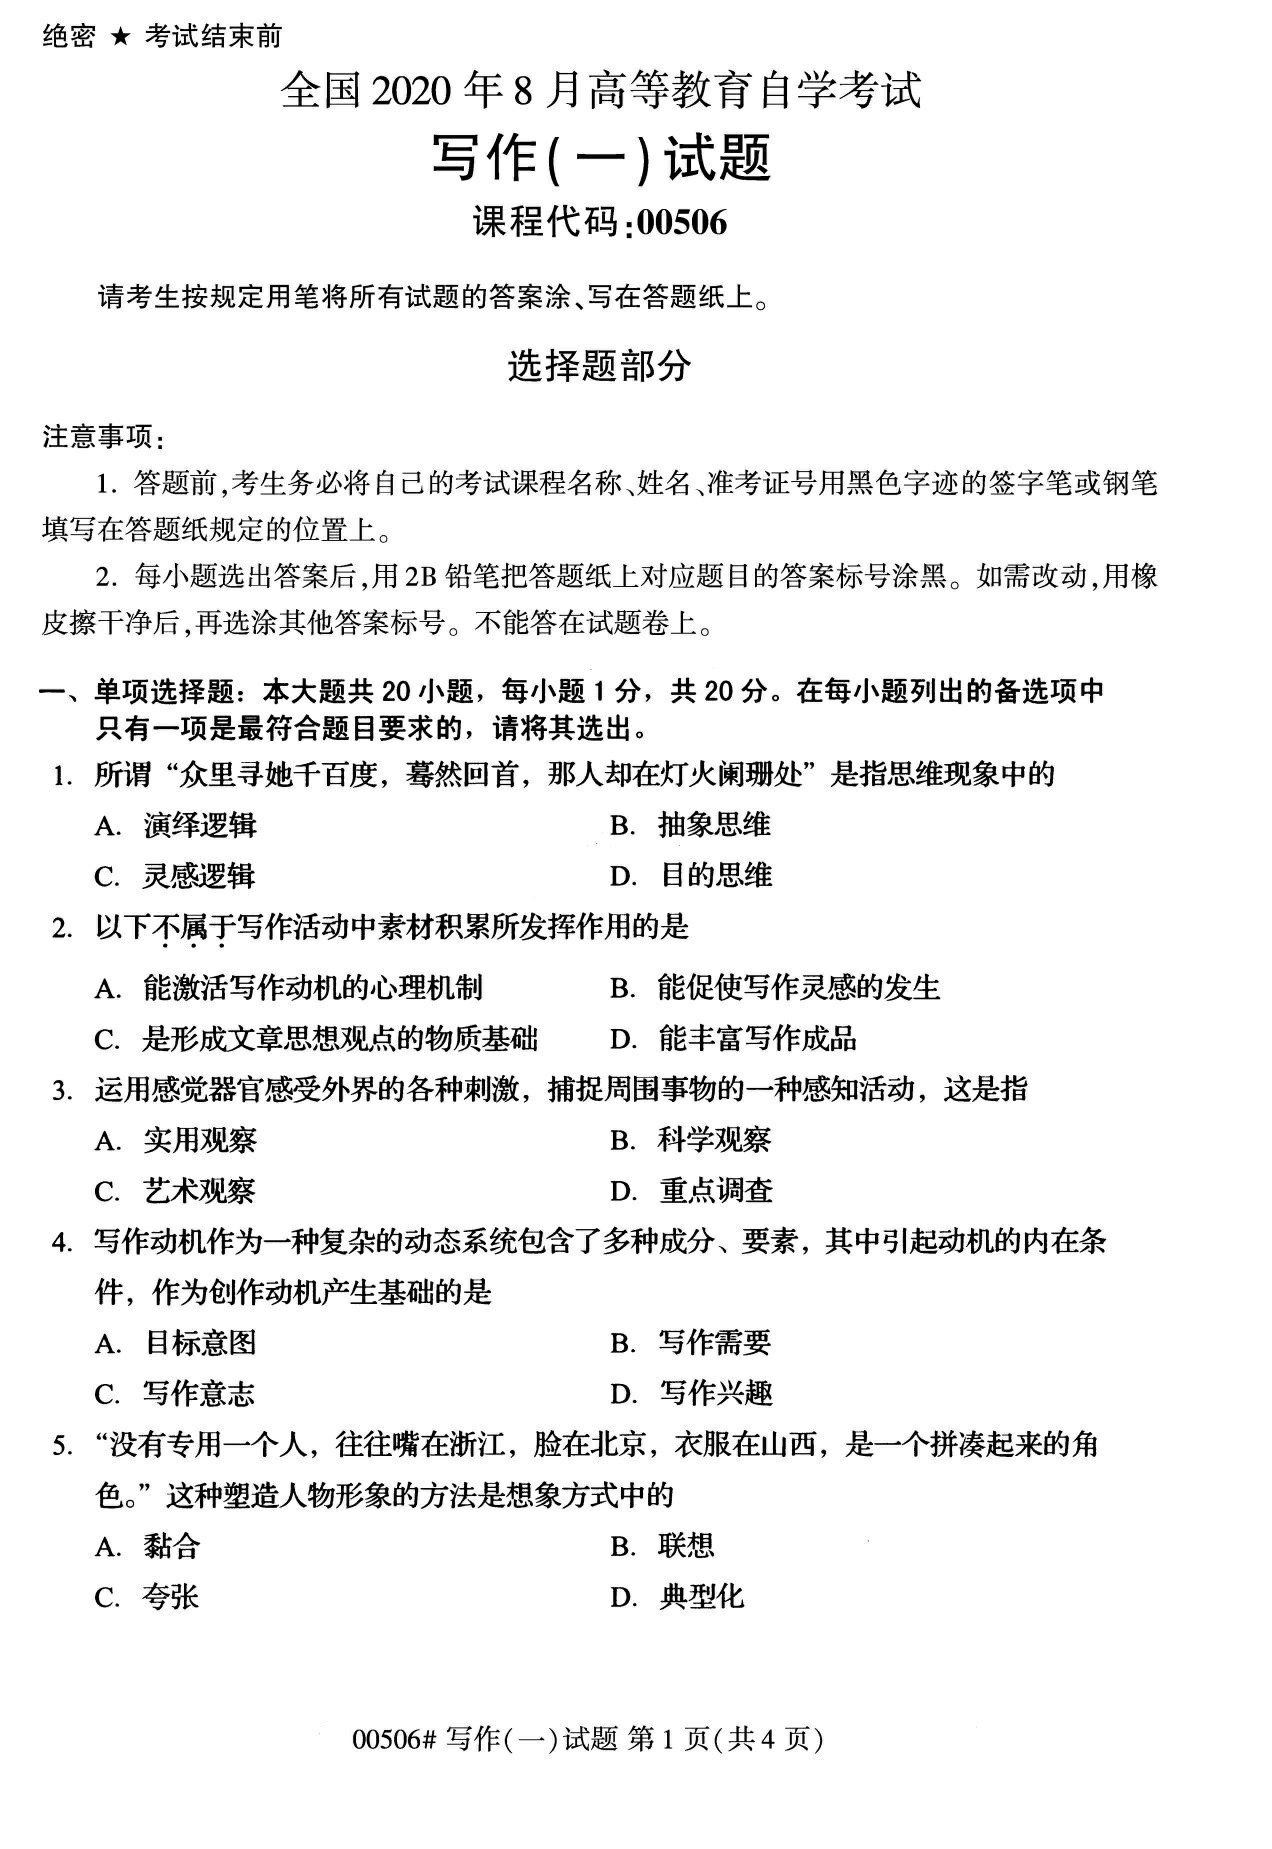 绝密 ★ 考试结束前
全国 2020 年 8 月高等教育自学考试
写作(一)试题
课程代码:00506
请考生按规定用笔将所有试题的答案涂、写在答题纸上。
选择题部分
注意事项:
1. 答题前,考生务必将自己的考试课程名称、姓名、准考证号用黑色字迹的签字笔或钢笔
填写在答题纸规定的位置上。
2. 每小题选出答案后,用 2B 铅笔把答题纸上对应题目的答案标号涂黑。如需改动,用橡
皮擦干净后,再选涂其他答案标号。不能答在试题卷上。
一、单项选择题：本大题共 20 小题，每小题 1 分，共 20 分。在每小题列出的备选项中
只有一项是最符合题目要求的，请将其选出。
1. 所谓“众里寻她千百度，蓦然回首，那人却在灯火阑珊处”是指思维现象中的
A. 演绎逻辑 B. 抽象思维
C. 灵感逻辑 D. 目的思维
2. 以下不属于写作活动中素材积累所发挥作用的是
A. 能激活写作动机的心理机制 B. 能促使写作灵感的发生
C. 是形成文章思想观点的物质基础 D. 能丰富写作成品
3. 运用感觉器官感受外界的各种刺激，捕捉周围事物的一种感知活动，这是指
A. 实用观察 B. 科学观察
C. 艺术观察 D. 重点调查
4. 写作动机作为一种复杂的动态系统包含了多种成分、要素，其中引起动机的内在条
件，作为创作动机产生基础的是
A. 目标意图 B. 写作需要
C. 写作意志 D. 写作兴趣
5. “没有专用一个人，往往嘴在浙江，脸在北京，衣服在山西，是一个拼凑起来的角
色。”这种塑造人物形象的方法是想象方式中的
A. 黏合 B. 联想
C. 夸张 D. 典型化
00506# 写作(一)试题 第 1 页(共 4 页)